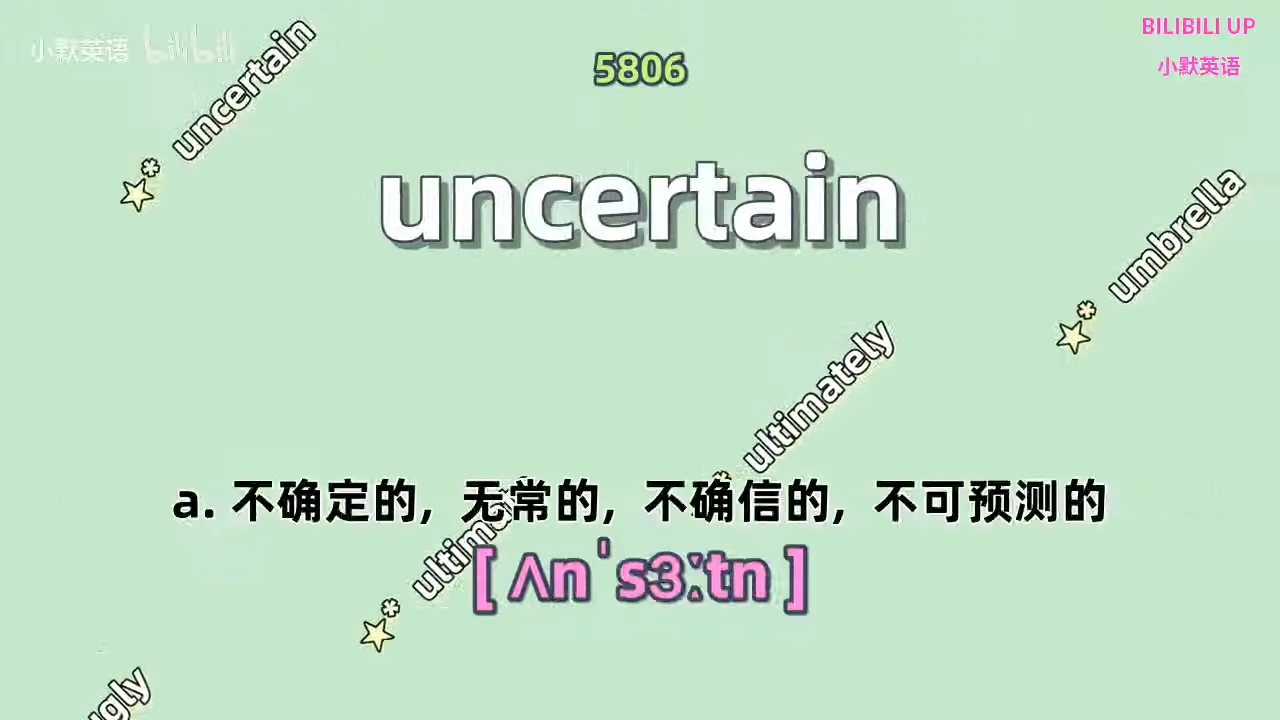 小默英语 bilibili
BILIBILI UP
小默英语
5806
uncertain
uncertain
umbrella
ultimately
a. 不确定的, 无常的, 不确信的, 不可预测的
[ ʌnˈsɜːtn ]